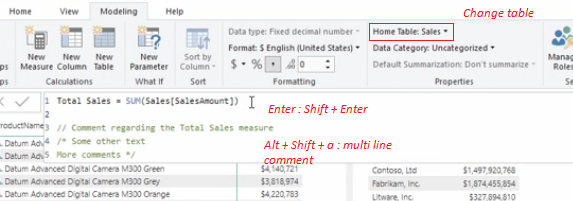 Home View Modeling Help
Change table
Data type: Fixed decimal number
Home Table: Sales
Format: $ English (United States)
Data Category: Uncategorized
New Measure
New Column
New Table
New Parameter
Sort by Column
$ % , .00 0
Default Summarization: Don't summarize
Manag
Roles
Calculations
What If
Sort
Formatting
Properties
Se
1 Total Sales = SUM(Sales[SalesAmount])
2
Enter : Shift + Enter
3 // Comment regarding the Total Sales measure
4 /* Some other text
5 More comments */
Alt + Shift + a : multi line
comment
roductName
Datum Adv
Datum Advanced Digital Camera M300 Green $4,140,721
Datum Advanced Digital Camera M300 Grey $3,818,974
Datum Advanced Digital Camera M300 Orange $4,220,783
Contoso, Ltd $1,497,920,768
Fabrikam, Inc. $1,874,455,854
Litware, Inc. $327,894,810